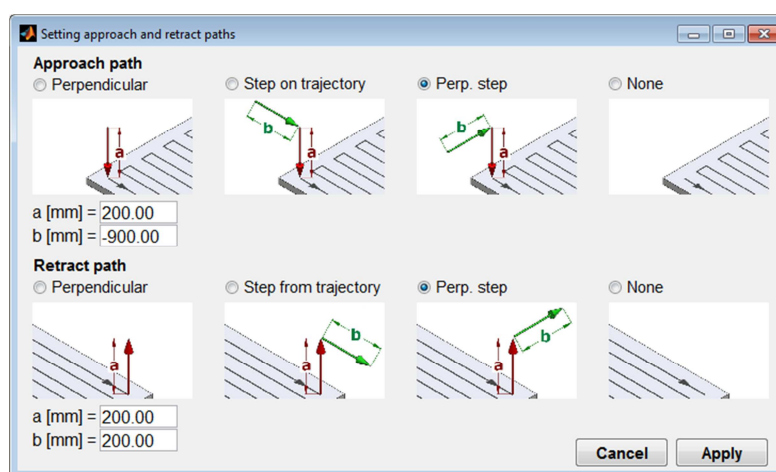 Setting approach and retract paths
Approach path
Perpendicular Step on trajectory Perp. step None
a b a b a
a [mm] = 200.00
b [mm] = -900.00
Retract path
Perpendicular Step from trajectory Perp. step None
a a b a b
a [mm] = 200.00
b [mm] = 200.00
Cancel Apply